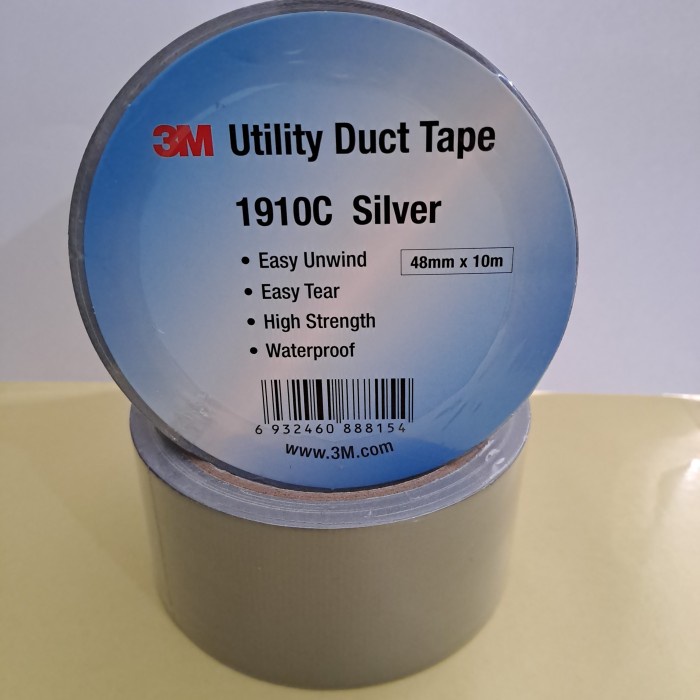 3M Utility Duct Tape
1910C Silver
• Easy Unwind
48mm x 10m
• Easy Tear
• High Strength
• Waterproof
6 932460 888154
www.3M.com